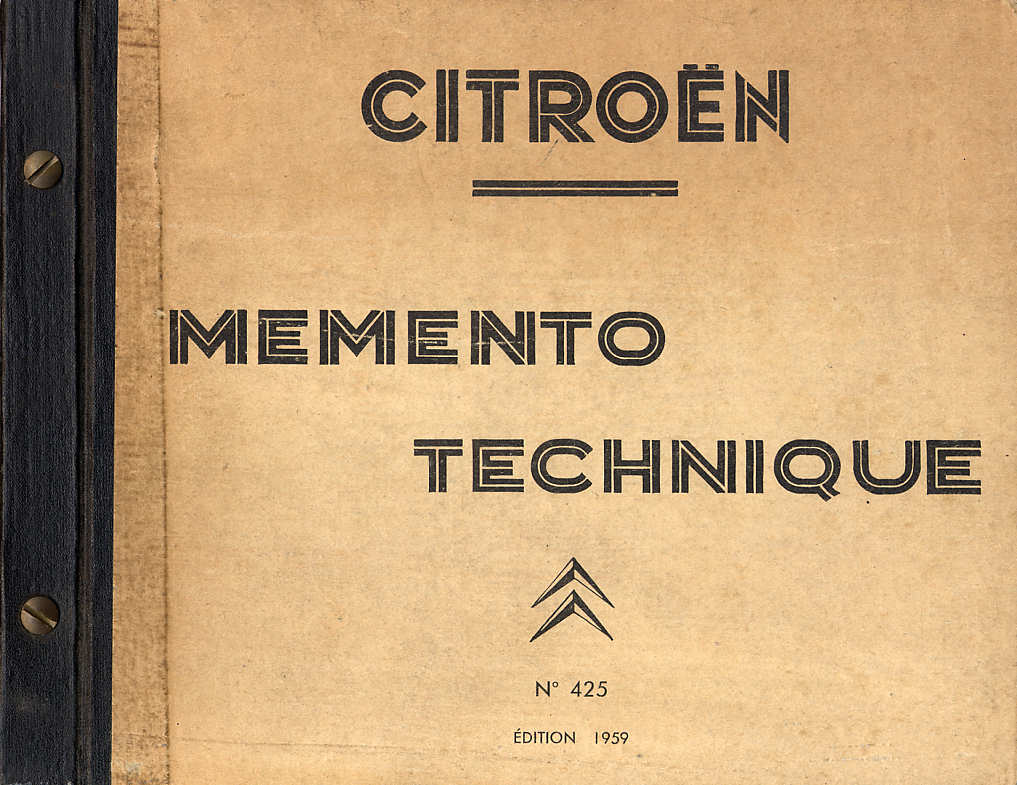 CITROËN
MEMENTO
TECHNIQUE
N° 425
ÉDITION 1959